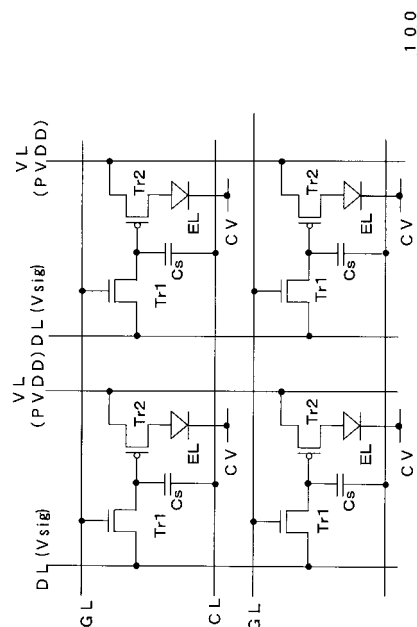 VL
(PVDD)
VL
(PVDD) DL (Vsig)
DL (Vsig)
GL
Tr1
Tr2
Cs
EL
CV
Tr1
Tr2
Cs
EL
CV
CL
GL
Tr1
Tr2
Cs
EL
CV
Tr1
Tr2
Cs
EL
CV
100